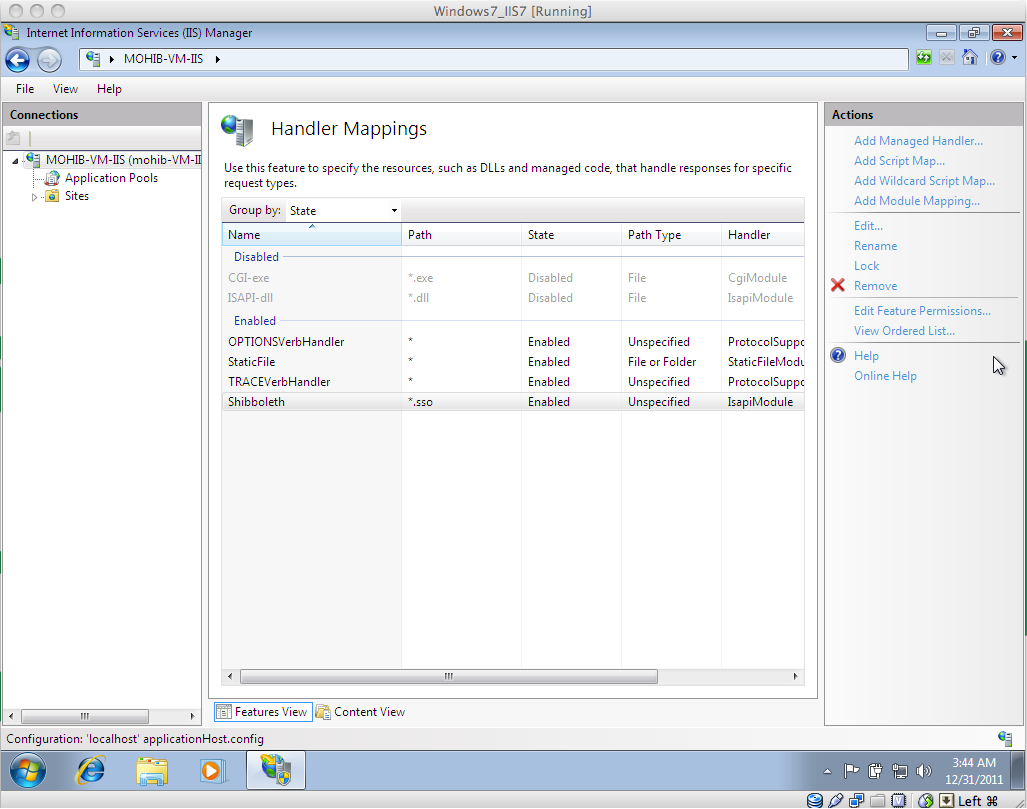 Windows7_IIS7 [Running]
Internet Information Services (IIS) Manager
MOHIB-VM-IIS
File View Help
Connections
MOHIB-VM-IIS (mohib-VM-II
Application Pools
Sites
Handler Mappings
Use this feature to specify the resources, such as DLLs and managed code, that handle responses for specific
request types.
Group by: State
Name Path State Path Type Handler
Disabled
CGI-exe *.exe Disabled File CgiModule
ISAPI-dll *.dll Disabled File IsapiModule
Enabled
OPTIONSVerbHandler * Enabled Unspecified ProtocolSuppo
StaticFile * Enabled File or Folder StaticFileModu
TRACEVerbHandler * Enabled Unspecified ProtocolSuppo
Shibboleth *.sso Enabled Unspecified IsapiModule
Features View Content View
Actions
Add Managed Handler...
Add Script Map...
Add Wildcard Script Map...
Add Module Mapping...
Edit...
Rename
Lock
Remove
Edit Feature Permissions...
View Ordered List...
Help
Online Help
Configuration: 'localhost' applicationHost.config
3:44 AM
12/31/2011
Left ⌘